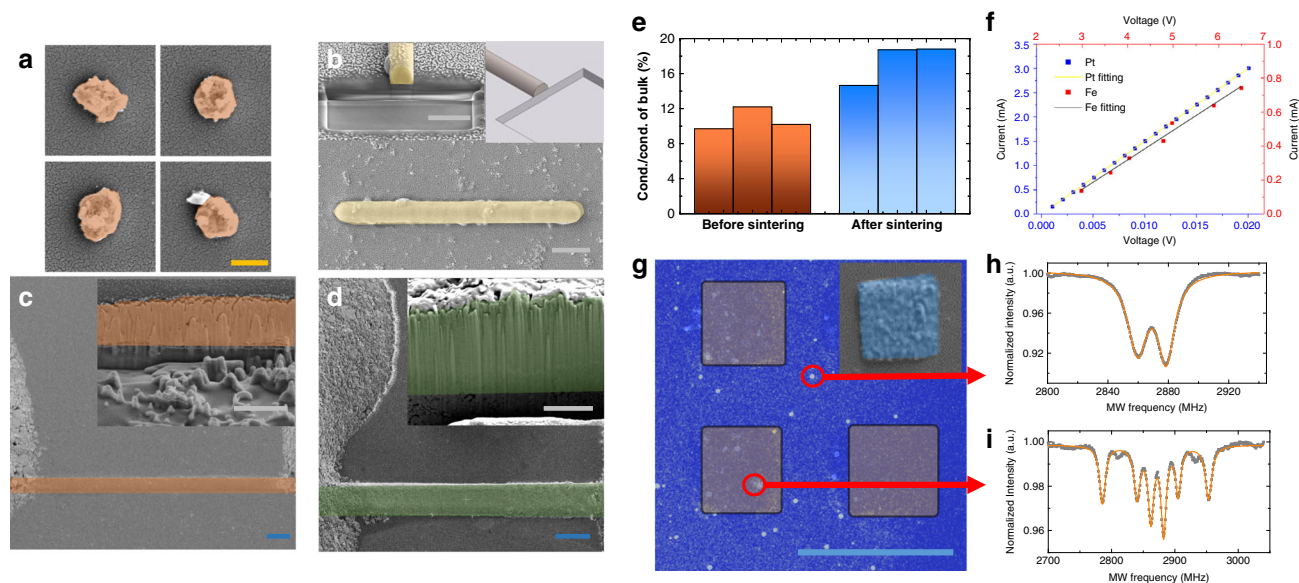 a
b
c
d
e
Cond./cond. of bulk (%)
20
16
12
8
4
0
Before sintering
After sintering
f
Voltage (V)
2 3 4 5 6 7
Current (mA)
3.5
3.0
2.5
2.0
1.5
1.0
0.5
0.0
Pt
Pt fitting
Fe
Fe fitting
1.0
0.8
0.6
0.4
0.2
0.0
Current (mA)
0.000 0.005 0.010 0.015 0.020
Voltage (V)
g
h
Normalized intensity (a.u.)
1.00
0.96
0.92
2800 2840 2880 2920
MW frequency (MHz)
i
Normalized Intensity (a.u.)
1.00
0.98
0.96
2700 2800 2900 3000
MW frequency (MHz)